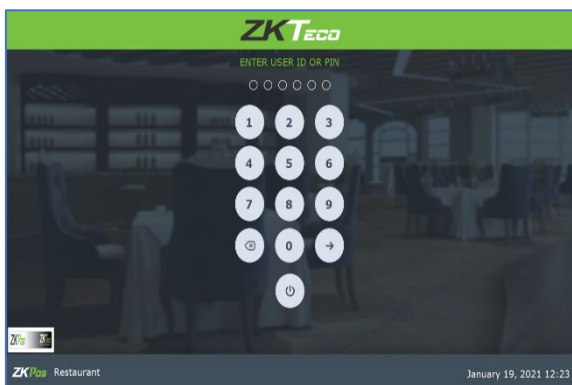 ZKTECO
ENTER USER ID OR PIN
1 2 3
4 5 6
7 8 9
0
ZKPos
ZKPos Restaurant
January 19, 2021 12:23